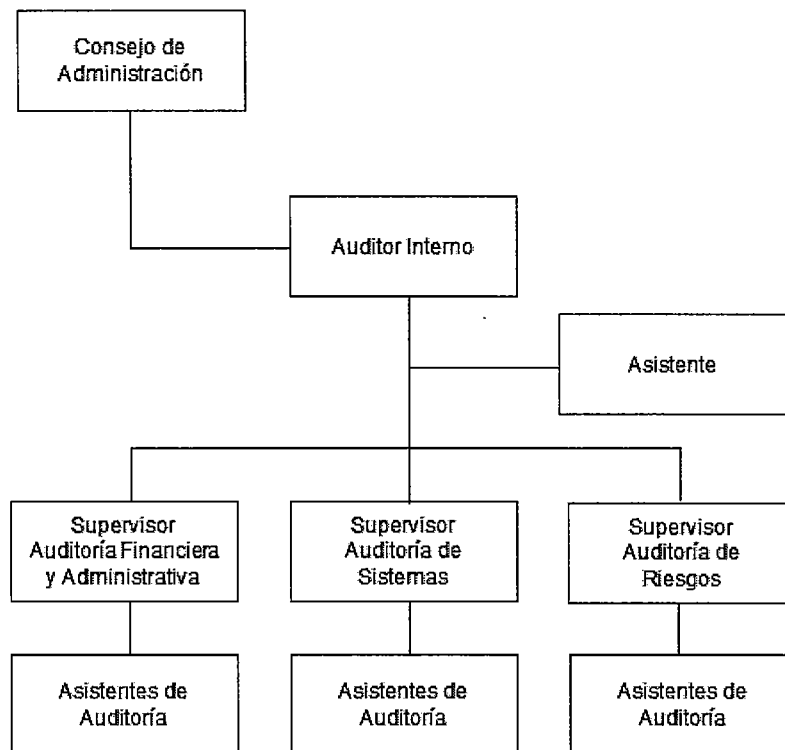 Consejo de
Administración
Auditor Interno
Asistente
Supervisor
Auditoría Financiera
y Administrativa
Supervisor
Auditoría de
Sistemas
Supervisor
Auditoría de
Riesgos
Asistentes de
Auditoría
Asistentes de
Auditoría
Asistentes de
Auditoría